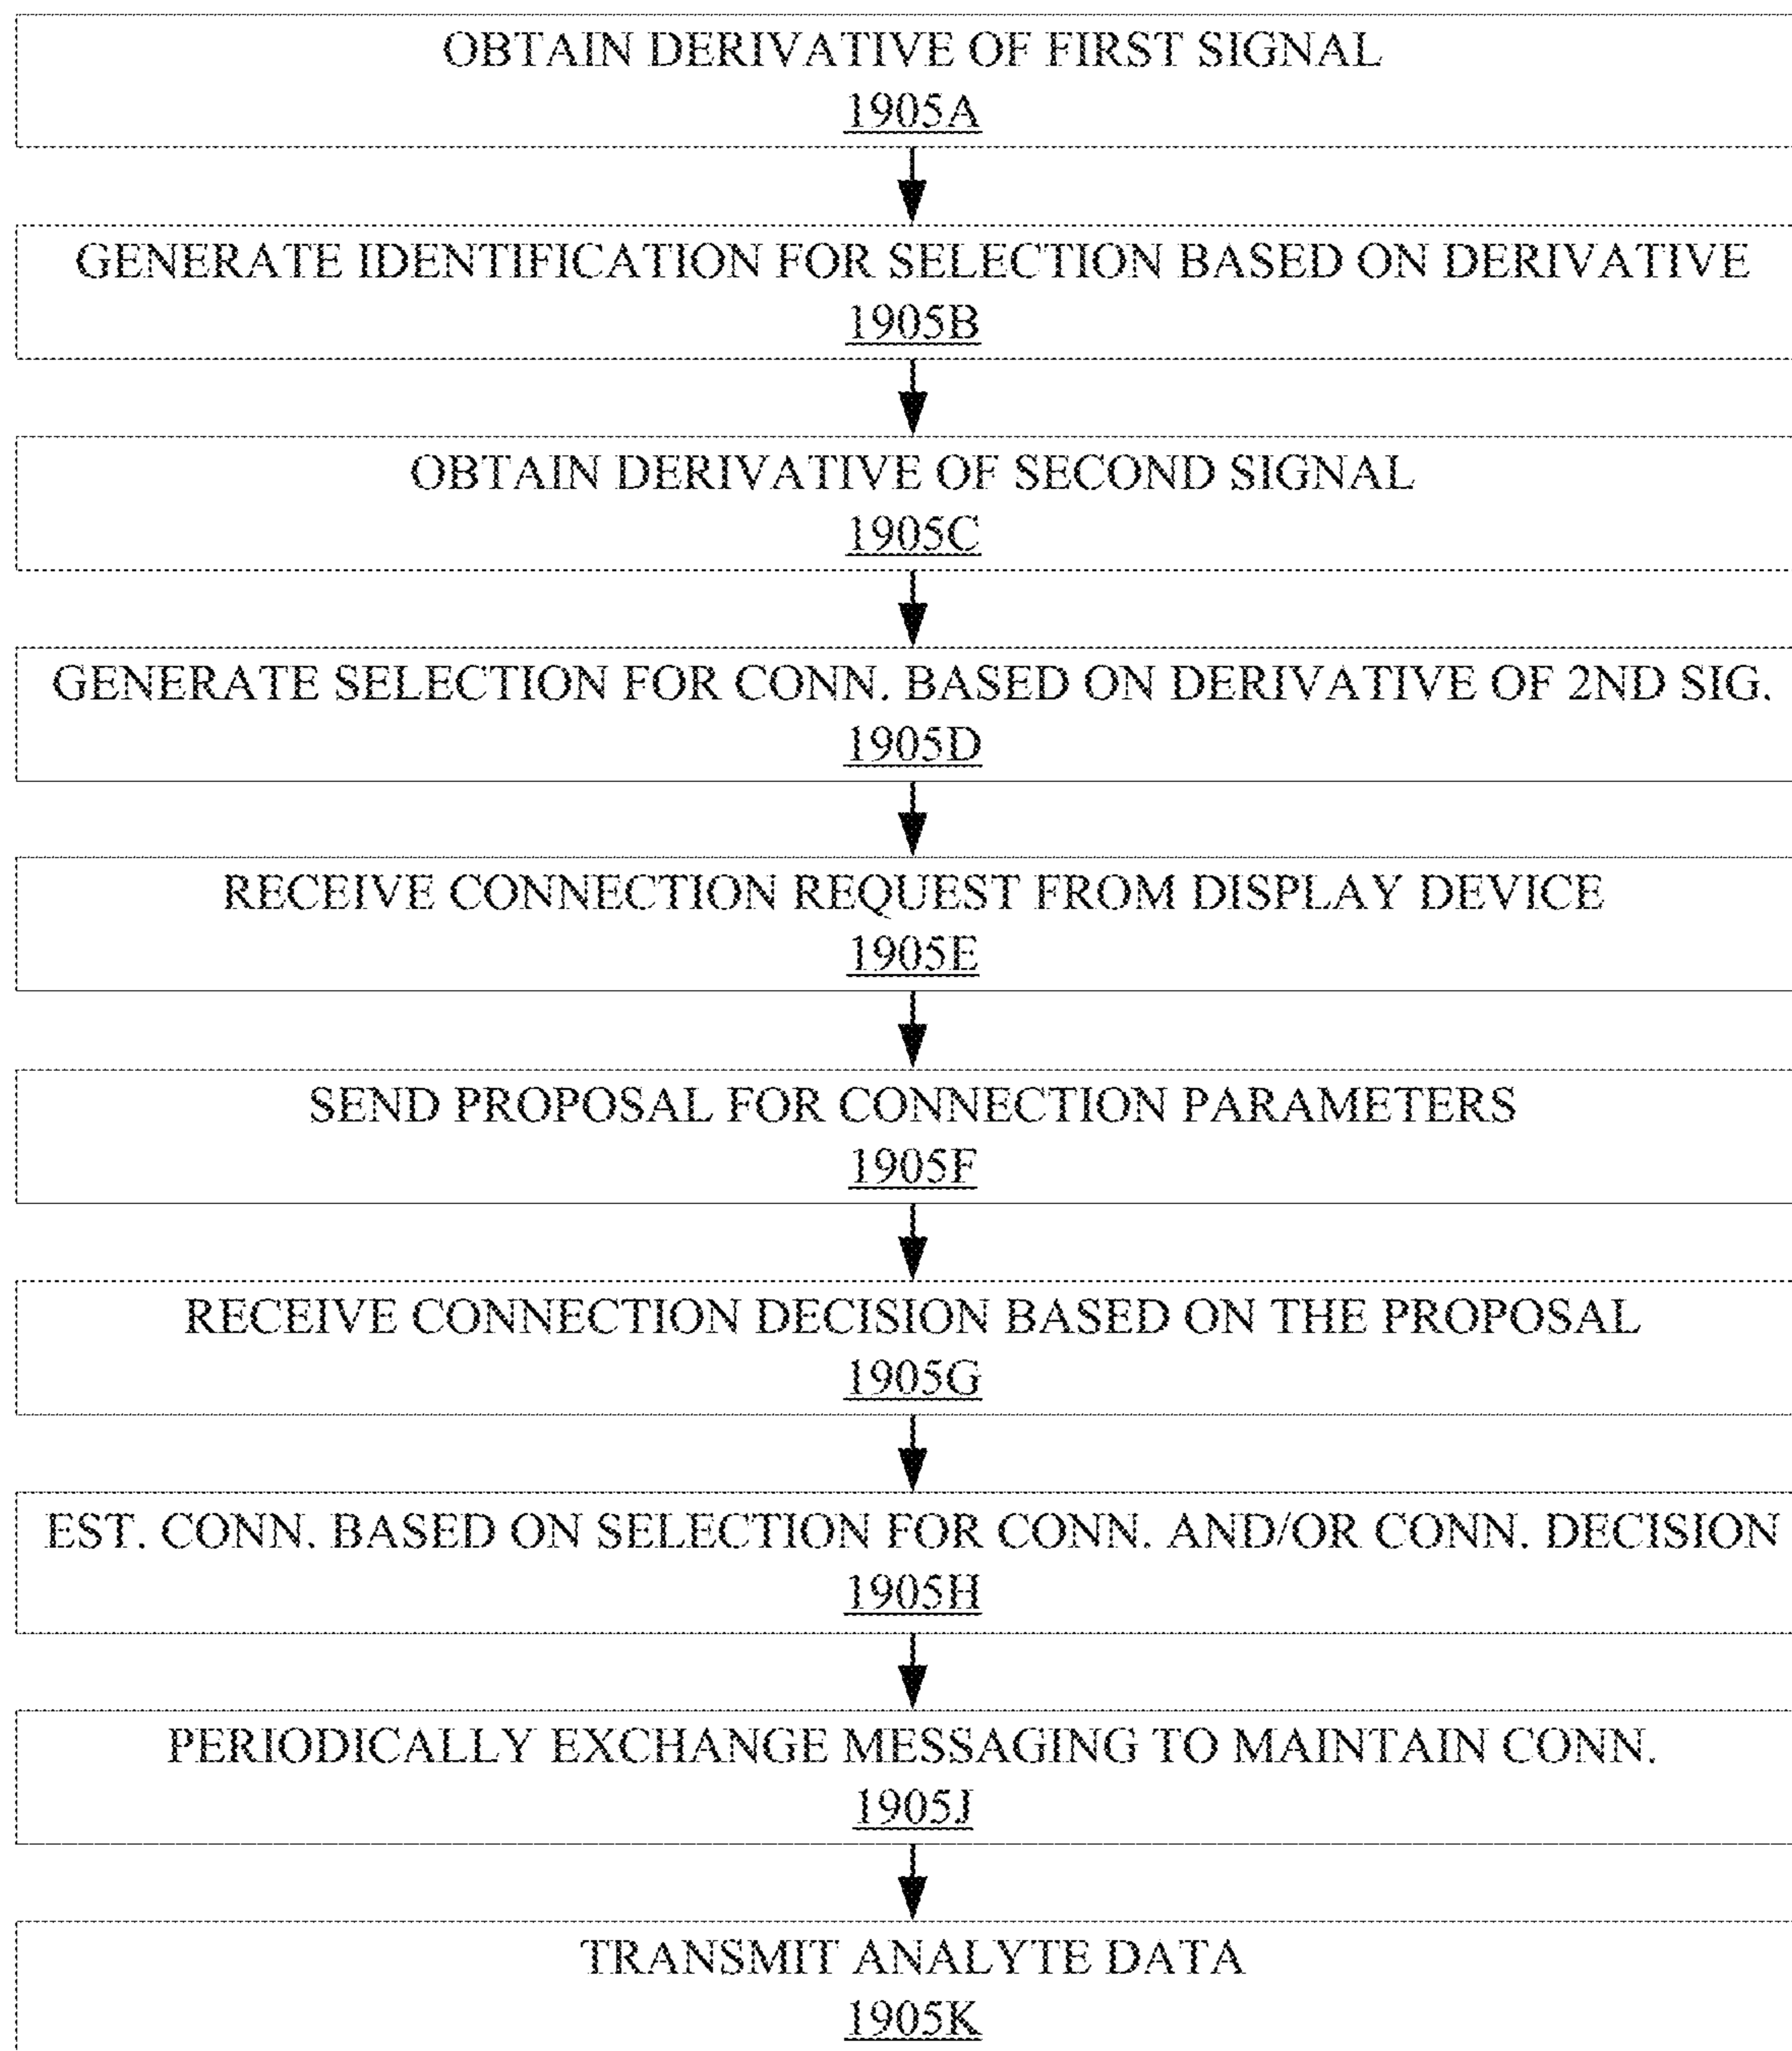 OBTAIN DERIVATIVE OF FIRST SIGNAL
1905A
GENERATE IDENTIFICATION FOR SELECTION BASED ON DERIVATIVE
1905B
OBTAIN DERIVATIVE OF SECOND SIGNAL
1905C
GENERATE SELECTION FOR CONN. BASED ON DERIVATIVE OF 2ND SIG.
1905D
RECEIVE CONNECTION REQUEST FROM DISPLAY DEVICE
1905E
SEND PROPOSAL FOR CONNECTION PARAMETERS
1905F
RECEIVE CONNECTION DECISION BASED ON THE PROPOSAL
1905G
EST. CONN. BASED ON SELECTION FOR CONN. AND/OR CONN. DECISION
1905H
PERIODICALLY EXCHANGE MESSAGING TO MAINTAIN CONN.
1905J
TRANSMIT ANALYTE DATA
1905K